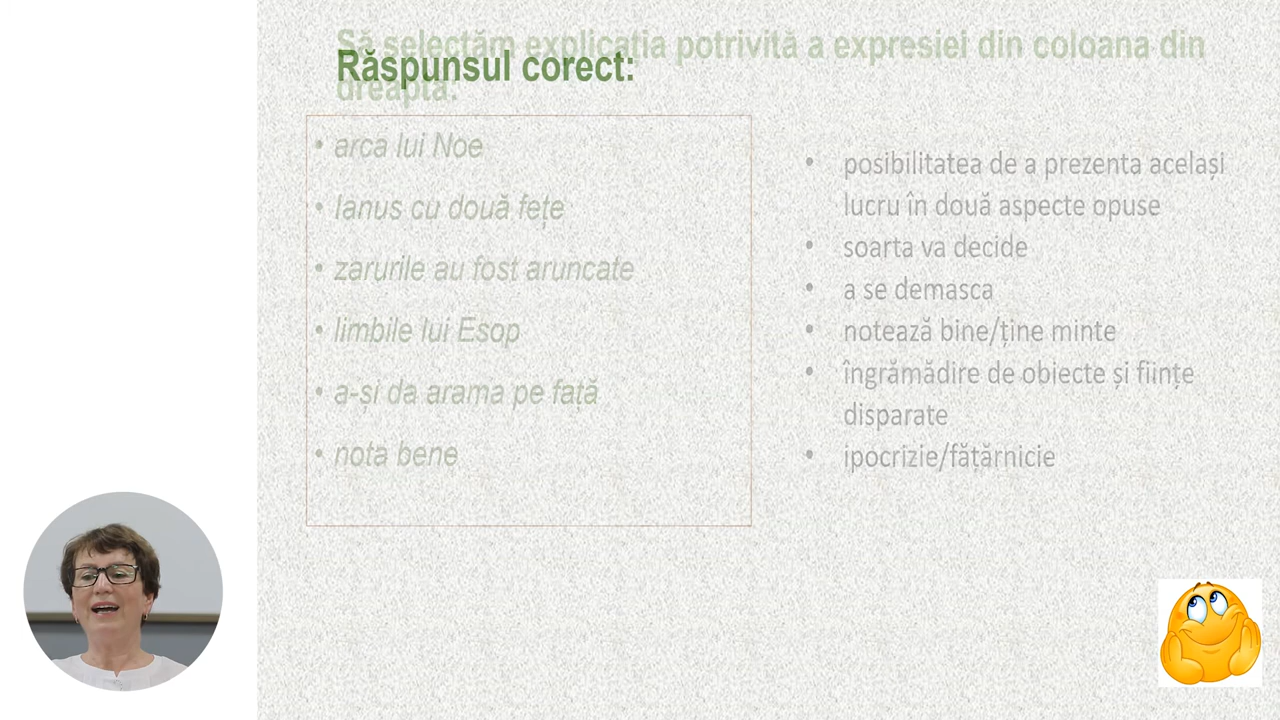 Să selectăm explicația potrivită a expresiei din coloana din
dreapta:
Răspunsul corect:
• arca lui Noe
• Ianus cu două fețe
• zarurile au fost aruncate
• limbile lui Esop
• a-și da arama pe față
• nota bene
• posibilitatea de a prezenta același
lucru în două aspecte opuse
• soarta va decide
• a se demasca
• notează bine/ține minte
• îngrămădire de obiecte și ființe
disparate
• ipocrizie/fățărnicie